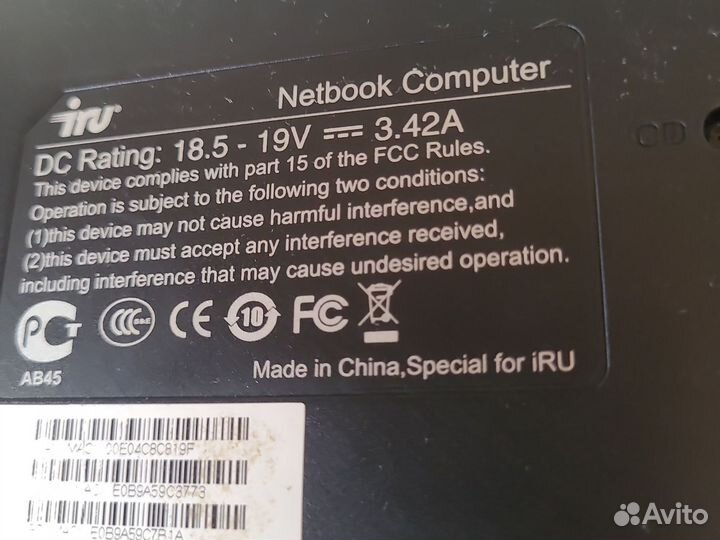 iru
Netbook Computer
DC Rating: 18.5 - 19V 3.42A
This device complies with part 15 of the FCC Rules.
Operation is subject to the following two conditions:
(1)this device may not cause harmful interference,and
(2)this device must accept any interference received,
including interference that may cause undesired operation.
PCT CCC S&E CE 10 FC
AB45
Made in China,Special for iRU
CD
00E04C8C819F
E0B9A59C3773
E0B9A59C7B1A
Avito